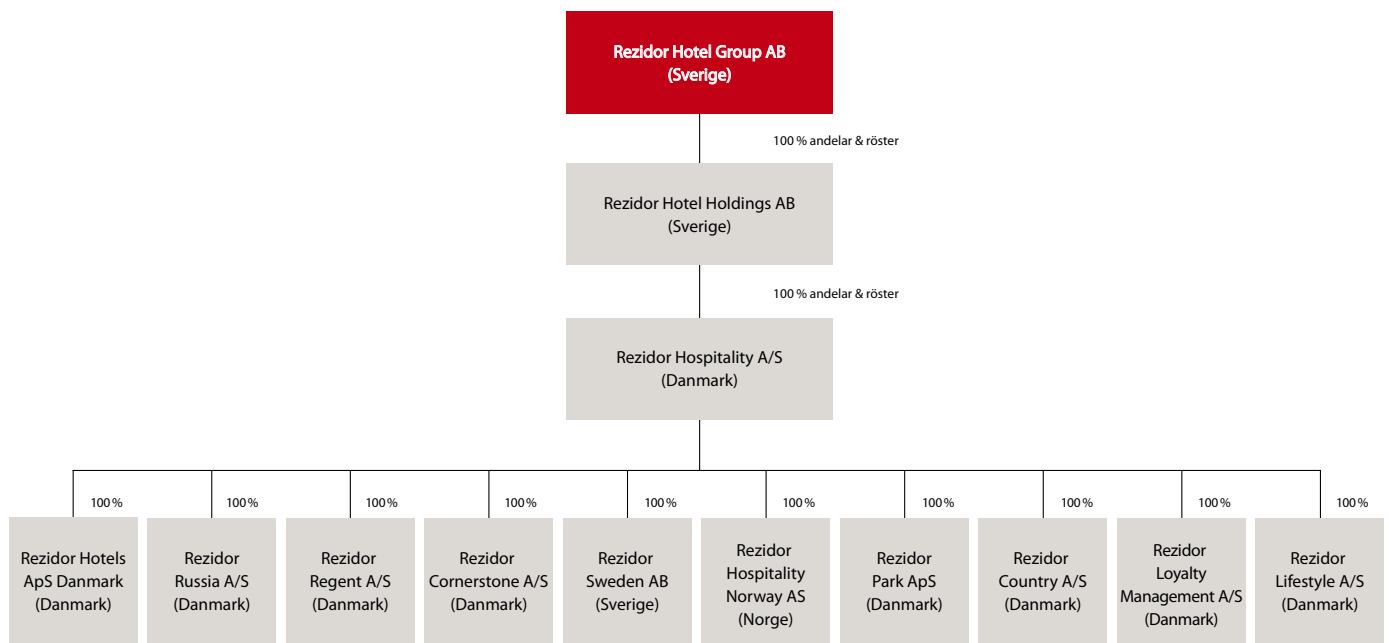 Rezidor Hotel Group AB
(Sverige)
100 % andelar & röster
Rezidor Hotel Holdings AB
(Sverige)
100 % andelar & röster
Rezidor Hospitality A/S
(Danmark)
100 %
Rezidor Hotels
ApS Danmark
(Danmark)
100 %
Rezidor
Russia A/S
(Danmark)
100 %
Rezidor
Regent A/S
(Danmark)
100 %
Rezidor
Cornerstone A/S
(Danmark)
100 %
Rezidor
Sweden AB
(Sverige)
100 %
Rezidor
Hospitality
Norway AS
(Norge)
100 %
Rezidor
Park ApS
(Danmark)
100 %
Rezidor
Country A/S
(Danmark)
100 %
Rezidor
Loyalty
Management A/S
(Danmark)
100 %
Rezidor
Lifestyle A/S
(Danmark)